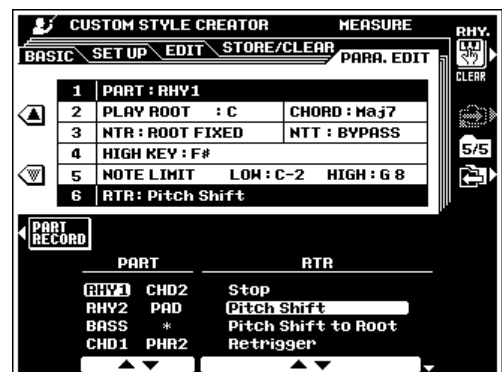 CUSTOM STYLE CREATOR MEASURE
RHY.
BASIC SET UP EDIT STORE/CLEAR PARA. EDIT
CLEAR
1 PART : RHY1
2 PLAY ROOT : C CHORD : Maj7
3 NTR : ROOT FIXED NTT : BYPASS
4 HIGH KEY : F#
5/5
5 NOTE LIMIT LOW : C-2 HIGH : G 8
6 RTR : Pitch Shift
PART RECORD
PART RTR
RHY1 CHD2 Stop
RHY2 PAD Pitch Shift
BASS * Pitch Shift to Root
CHD1 PHR2 Retrigger